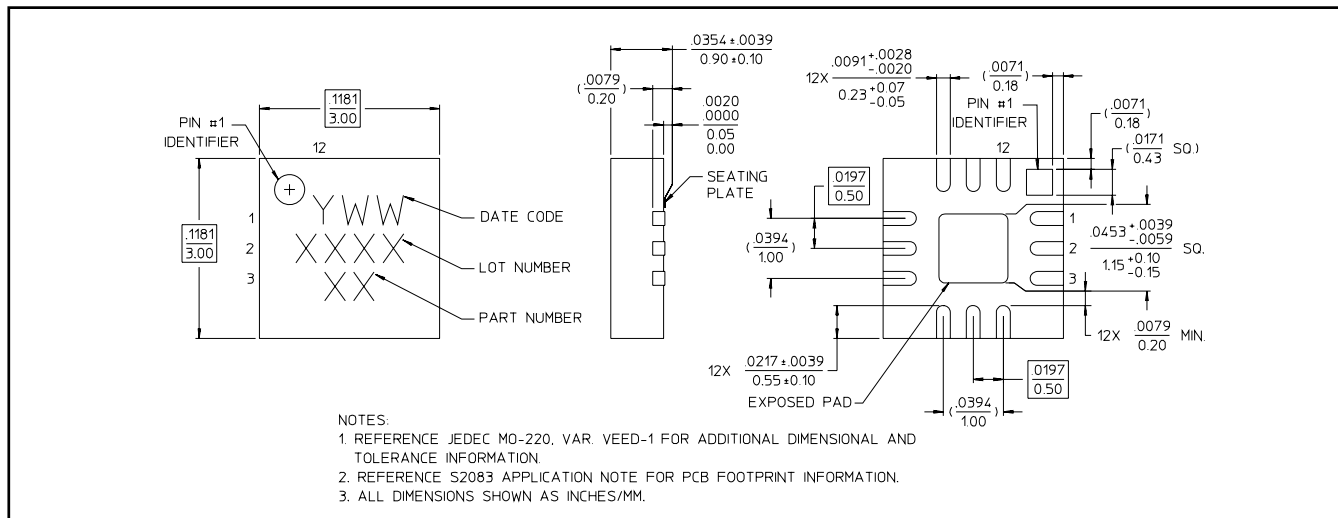 .1181
3.00
PIN #1
IDENTIFIER
12
.1181
3.00
1
2
3
YWW
XXXX
XX
DATE CODE
LOT NUMBER
PART NUMBER
.0354 ±.0039
0.90 ±0.10
(.0079)
0.20
.0020
.0000
0.05
0.00
SEATING
PLATE
12X .0091 +.0028
-.0020
0.23 +0.07
-0.05
(.0071)
0.18
PIN #1
IDENTIFIER
12
(.0071)
0.18
(.0171 SQ.)
0.43
.0197
0.50
(.0394)
1.00
1
2
3
.0453 +.0039
-.0059 SQ.
1.15 +0.10
-0.15
12X .0079 MIN.
0.20
12X .0217 ±.0039
0.55 ±0.10
EXPOSED PAD
(.0394)
1.00
.0197
0.50
NOTES:
1. REFERENCE JEDEC MO-220, VAR. VEED-1 FOR ADDITIONAL DIMENSIONAL AND
TOLERANCE INFORMATION.
2. REFERENCE S2083 APPLICATION NOTE FOR PCB FOOTPRINT INFORMATION.
3. ALL DIMENSIONS SHOWN AS INCHES/MM.